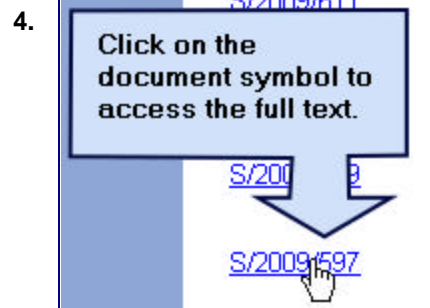 4.
Click on the
document symbol to
access the full text.
S/2009/597